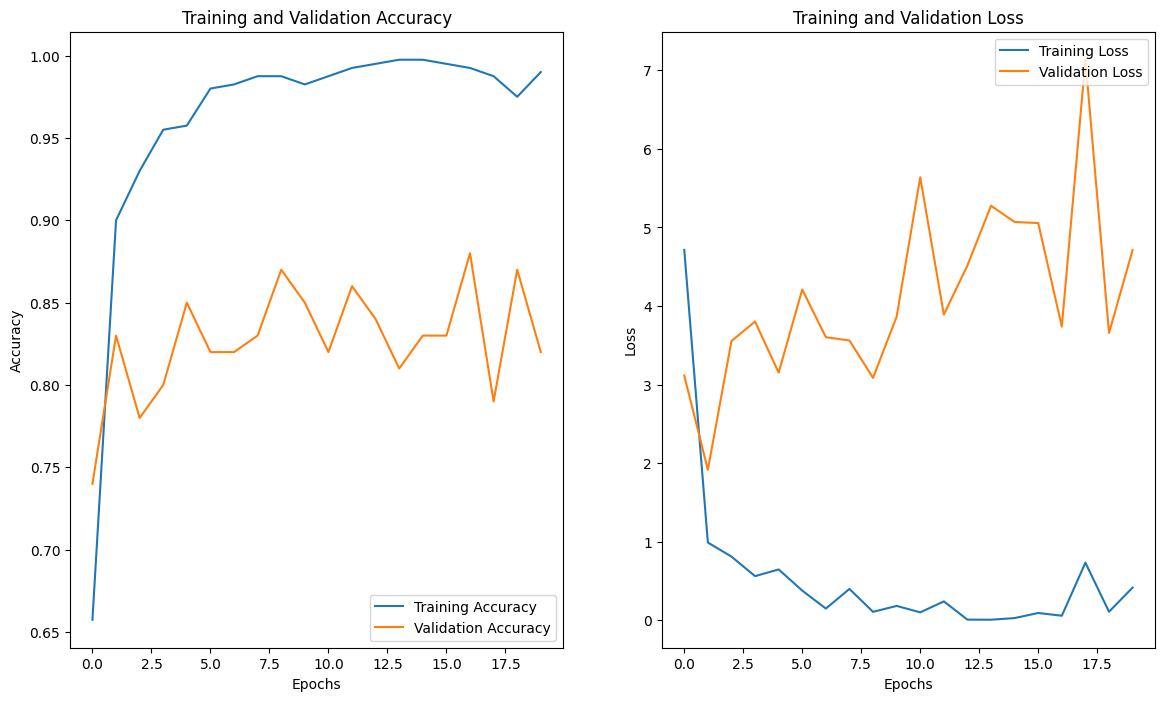 Training and Validation Accuracy
1.00
0.95
0.90
0.85
0.80
0.75
0.70
0.65
Accuracy
Training Accuracy
Validation Accuracy
0.0 2.5 5.0 7.5 10.0 12.5 15.0 17.5
Epochs
Training and Validation Loss
Training Loss
Validation Loss
7
6
5
4
3
2
1
0
Loss
0.0 2.5 5.0 7.5 10.0 12.5 15.0 17.5
Epochs